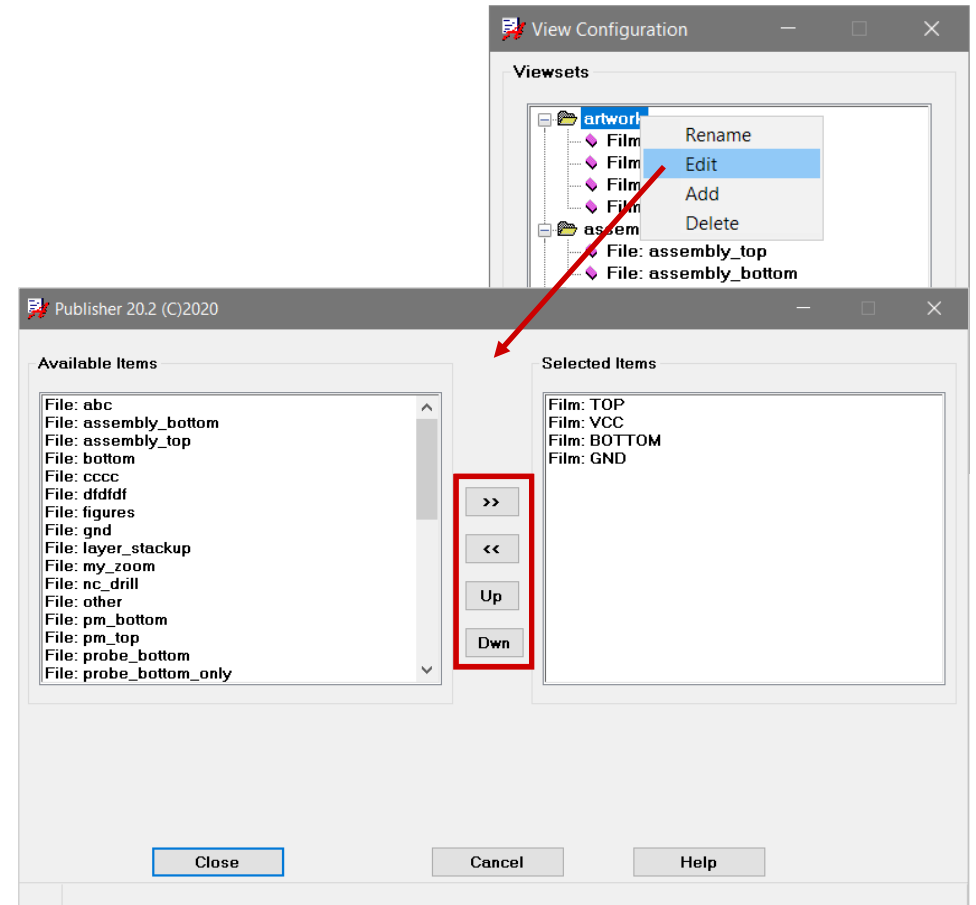 View Configuration
Viewsets
artwork
Film
Film
Film
Film
assem
File: assembly_top
File: assembly_bottom
Rename
Edit
Add
Delete
Publisher 20.2 (C)2020
Available Items
File: abc
File: assembly_bottom
File: assembly_top
File: bottom
File: cccc
File: dfdfdf
File: figures
File: gnd
File: layer_stackup
File: my_zoom
File: nc_drill
File: other
File: pm_bottom
File: pm_top
File: probe_bottom
File: probe_bottom_only
>>
<<
Up
Dwn
Selected Items
Film: TOP
Film: VCC
Film: BOTTOM
Film: GND
Close
Cancel
Help